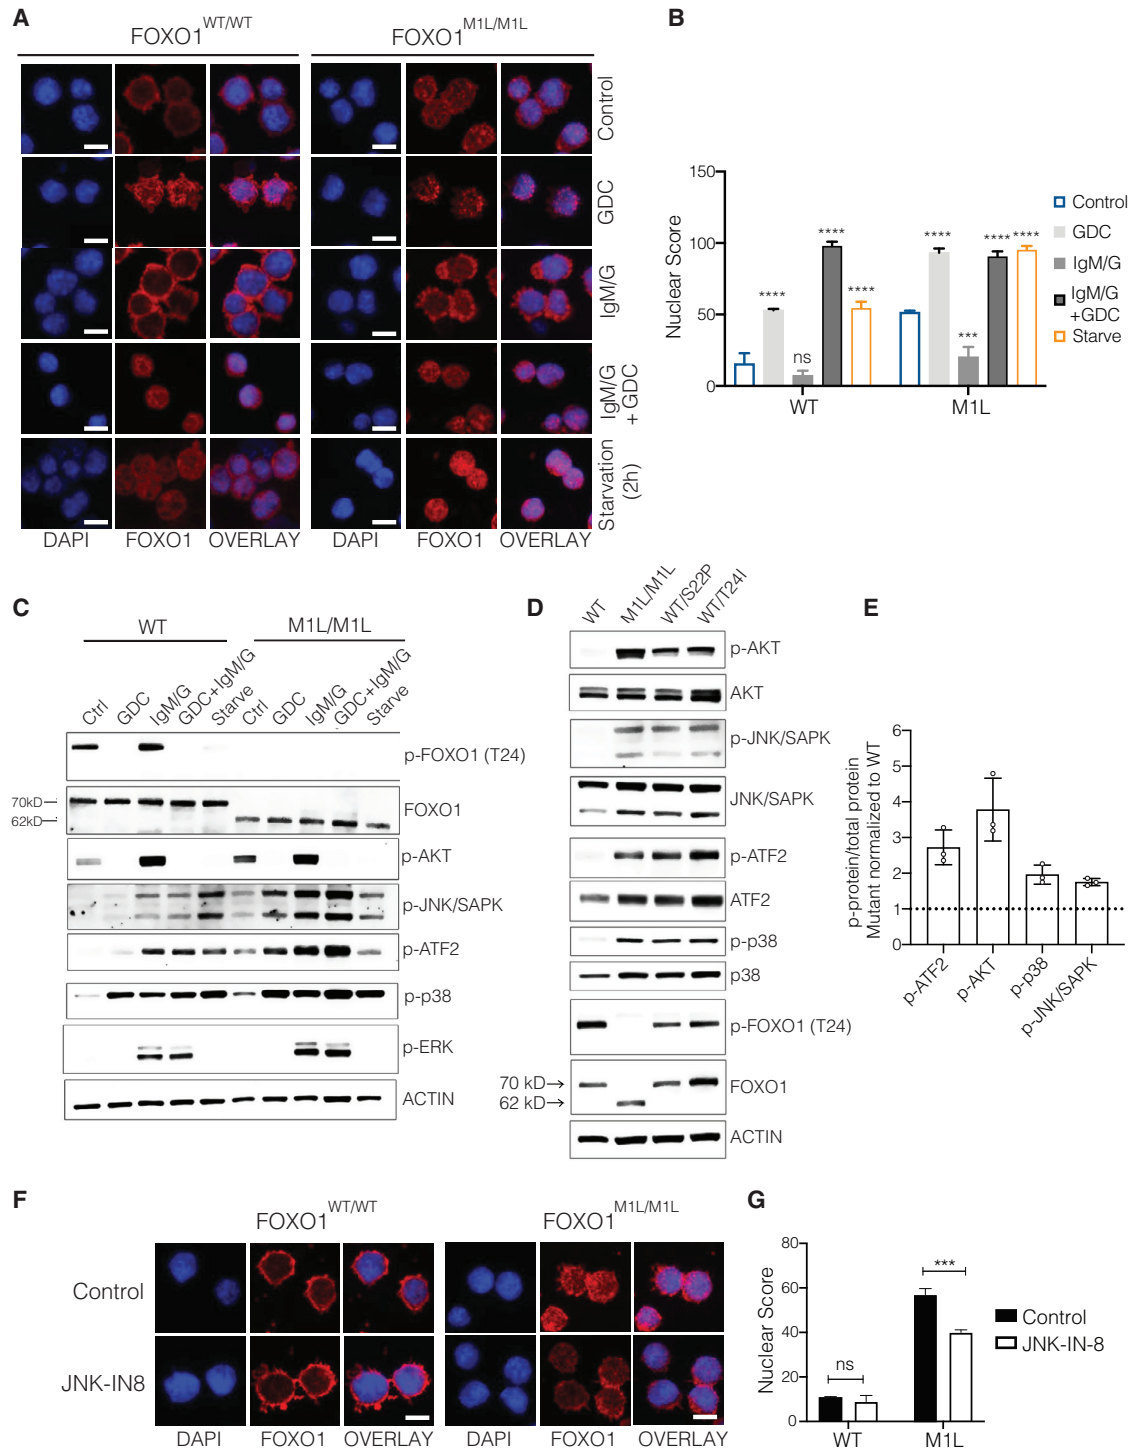 A
FOXO1 WT/WT
FOXO1 M1L/M1L
Control
GDC
IgM/G
IgM/G + GDC
Starvation (2h)
DAPI FOXO1 OVERLAY DAPI FOXO1 OVERLAY
B
Nuclear Score
150
100
50
0
**** ns **** ****
**** *** **** ****
WT M1L
Control
GDC
IgM/G
IgM/G
+GDC
Starve
C
WT M1L/M1L
Ctrl GDC IgM/G GDC+IgM/G Starve Ctrl GDC IgM/G GDC+IgM/G Starve
p-FOXO1 (T24)
70kD
62kD
FOXO1
p-AKT
p-JNK/SAPK
p-ATF2
p-p38
p-ERK
ACTIN
D
WT M1L/M1L WT/S22P WT/T24I
p-AKT
AKT
p-JNK/SAPK
JNK/SAPK
p-ATF2
ATF2
p-p38
p38
p-FOXO1 (T24)
70 kD→
62 kD→
FOXO1
ACTIN
E
p-protein/total protein
Mutant normalized to WT
6
5
4
3
2
1
0
p-ATF2 p-AKT p-p38 p-JNK/SAPK
F
FOXO1 WT/WT
FOXO1 M1L/M1L
Control
JNK-IN8
DAPI FOXO1 OVERLAY DAPI FOXO1 OVERLAY
G
Nuclear Score
80
60
40
20
0
ns
***
WT M1L
Control
JNK-IN-8